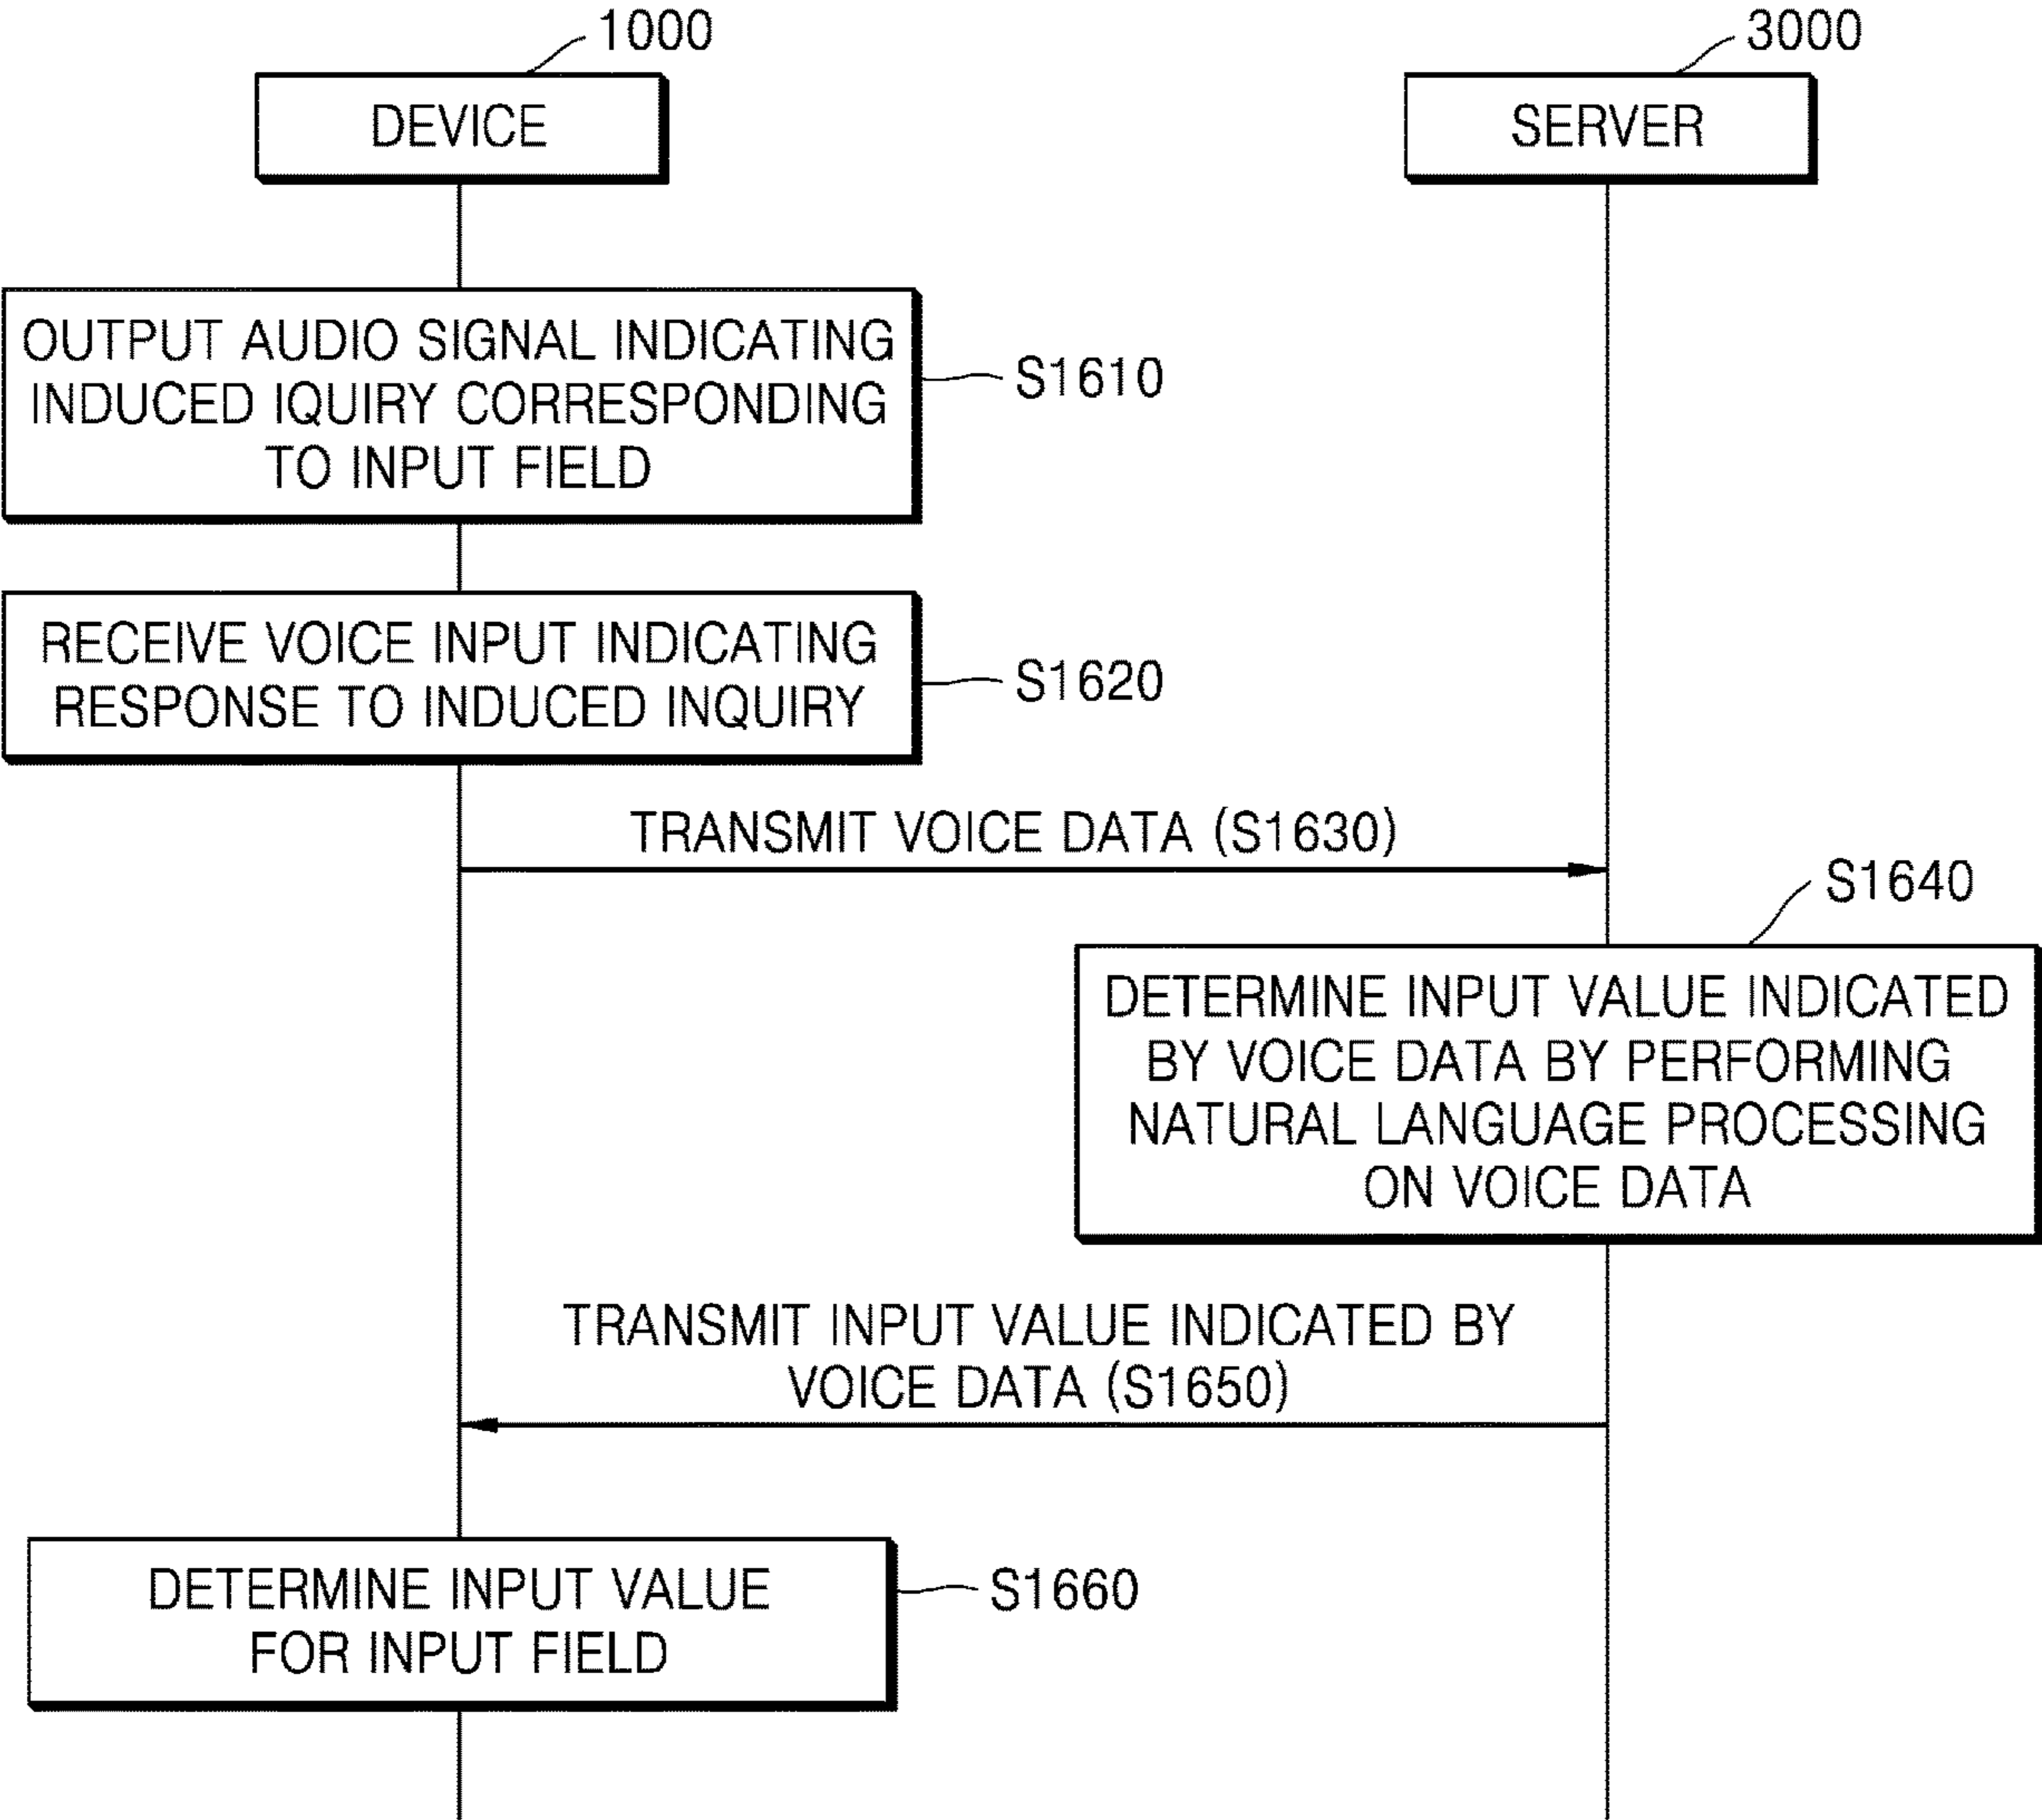 1000
3000
DEVICE
SERVER
OUTPUT AUDIO SIGNAL INDICATING
INDUCED IQUIRY CORRESPONDING
TO INPUT FIELD
S1610
RECEIVE VOICE INPUT INDICATING
RESPONSE TO INDUCED INQUIRY
S1620
TRANSMIT VOICE DATA (S1630)
S1640
DETERMINE INPUT VALUE INDICATED
BY VOICE DATA BY PERFORMING
NATURAL LANGUAGE PROCESSING
ON VOICE DATA
TRANSMIT INPUT VALUE INDICATED BY
VOICE DATA (S1650)
DETERMINE INPUT VALUE
FOR INPUT FIELD
S1660